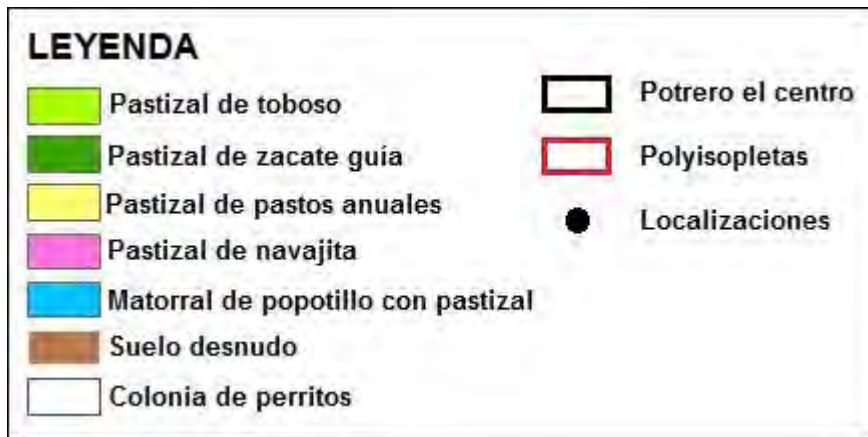 LEYENDA
Pastizal de toboso
Pastizal de zacate guía
Pastizal de pastos anuales
Pastizal de navajita
Matorral de popotillo con pastizal
Suelo desnudo
Colonia de perritos
Potrero el centro
Polyisopletas
Localizaciones